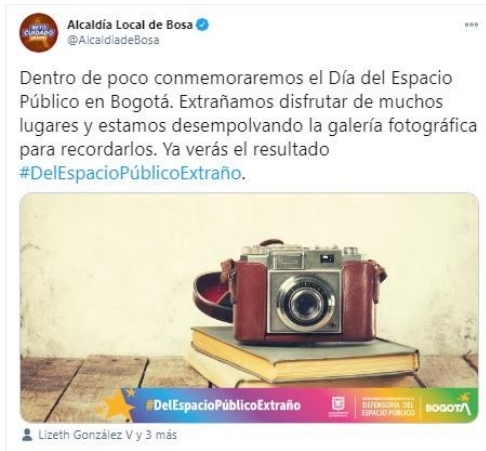 RETO
CUIDADO
Alcaldía Local de Bosa
@AlcaldiadeBosa
Dentro de poco conmemoraremos el Día del Espacio
Público en Bogotá. Extrañamos disfrutar de muchos
lugares y estamos desempolvando la galería fotográfica
para recordarlos. Ya verás el resultado
#DelEspacioPúblicoExtraño.
#DelEspacioPúblicoExtraño
DEFENSORÍA DEL
ESPACIO PÚBLICO
BOGOTÁ
Lizeth González V y 3 más